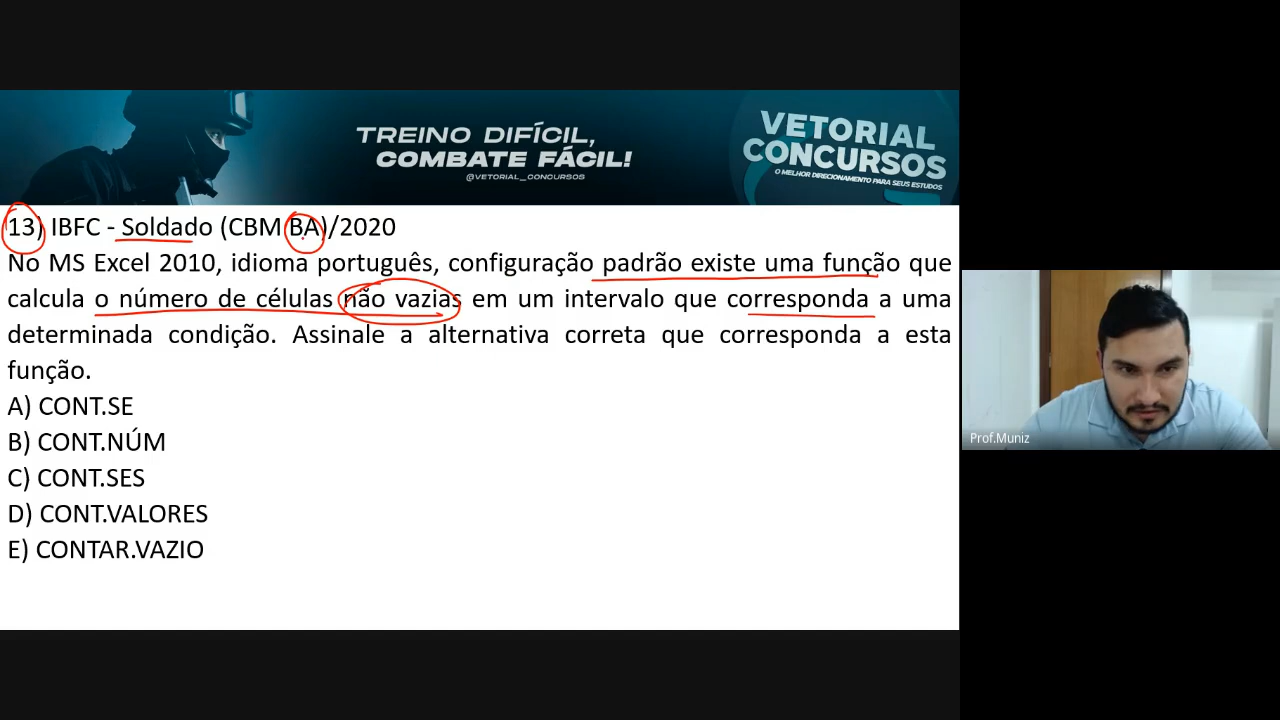 TREINO DIFÍCIL,
COMBATE FÁCIL!
@VETORIAL_CONCURSOS
VETORIAL
CONCURSOS
O MELHOR DIRECIONAMENTO PARA SEUS ESTUDOS
13) IBFC - Soldado (CBM BA)/2020
No MS Excel 2010, idioma português, configuração padrão existe uma função que
calcula o número de células não vazias em um intervalo que corresponda a uma
determinada condição. Assinale a alternativa correta que corresponda a esta
função.
A) CONT.SE
B) CONT.NÚM
C) CONT.SES
D) CONT.VALORES
E) CONTAR.VAZIO
Prof.Muniz